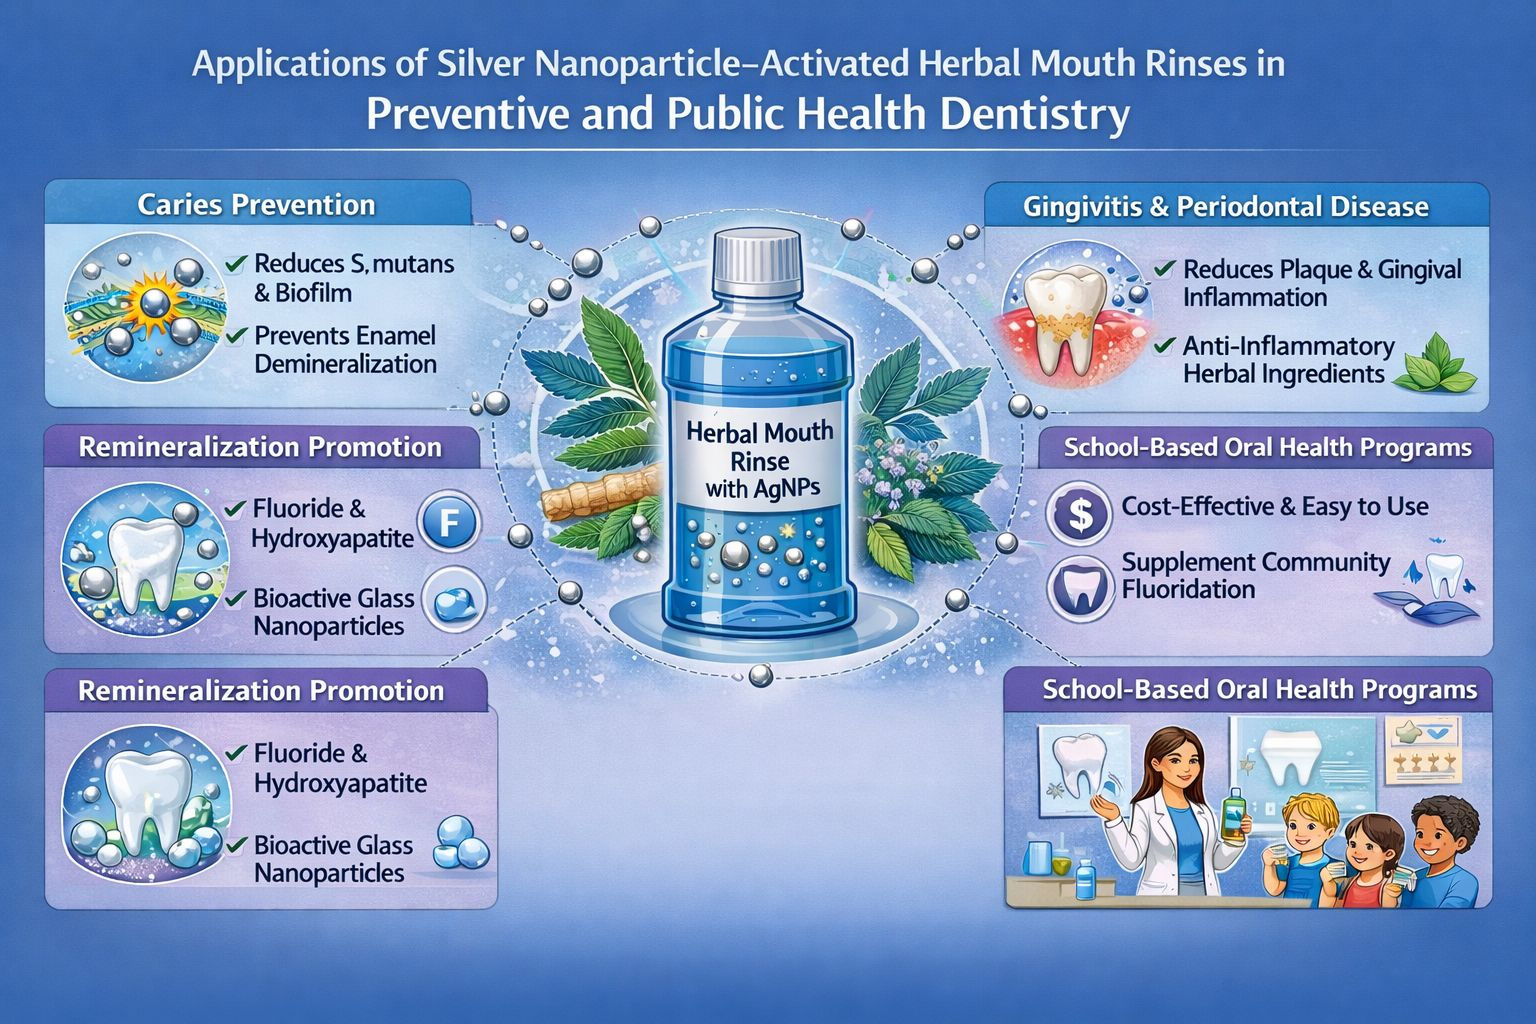 Applications of Silver Nanoparticle–Activated Herbal Mouth Rinses in
Preventive and Public Health Dentistry
Caries Prevention
✔ Reduces S, mutans
& Biofilm
✔ Prevents Enamel
Demineralization
Remineralization Promotion
✔ Fluoride &
Hydroxyapatite
F
✔ Bioactive Glass
Nanoparticles
Remineralization Promotion
✔ Fluoride &
Hydroxyapatite
✔ Bioactive Glass
Nanoparticles
Herbal Mouth
Rinse
with AgNPs
Gingivitis & Periodontal Disease
✔ Reduces Plaque & Gingival
Inflammation
✔ Anti-Inflammatory
Herbal Ingredients
School-Based Oral Health Programs
$
Cost-Effective & Easy to Use
Supplement Community
Fluoridation
School-Based Oral Health Programs